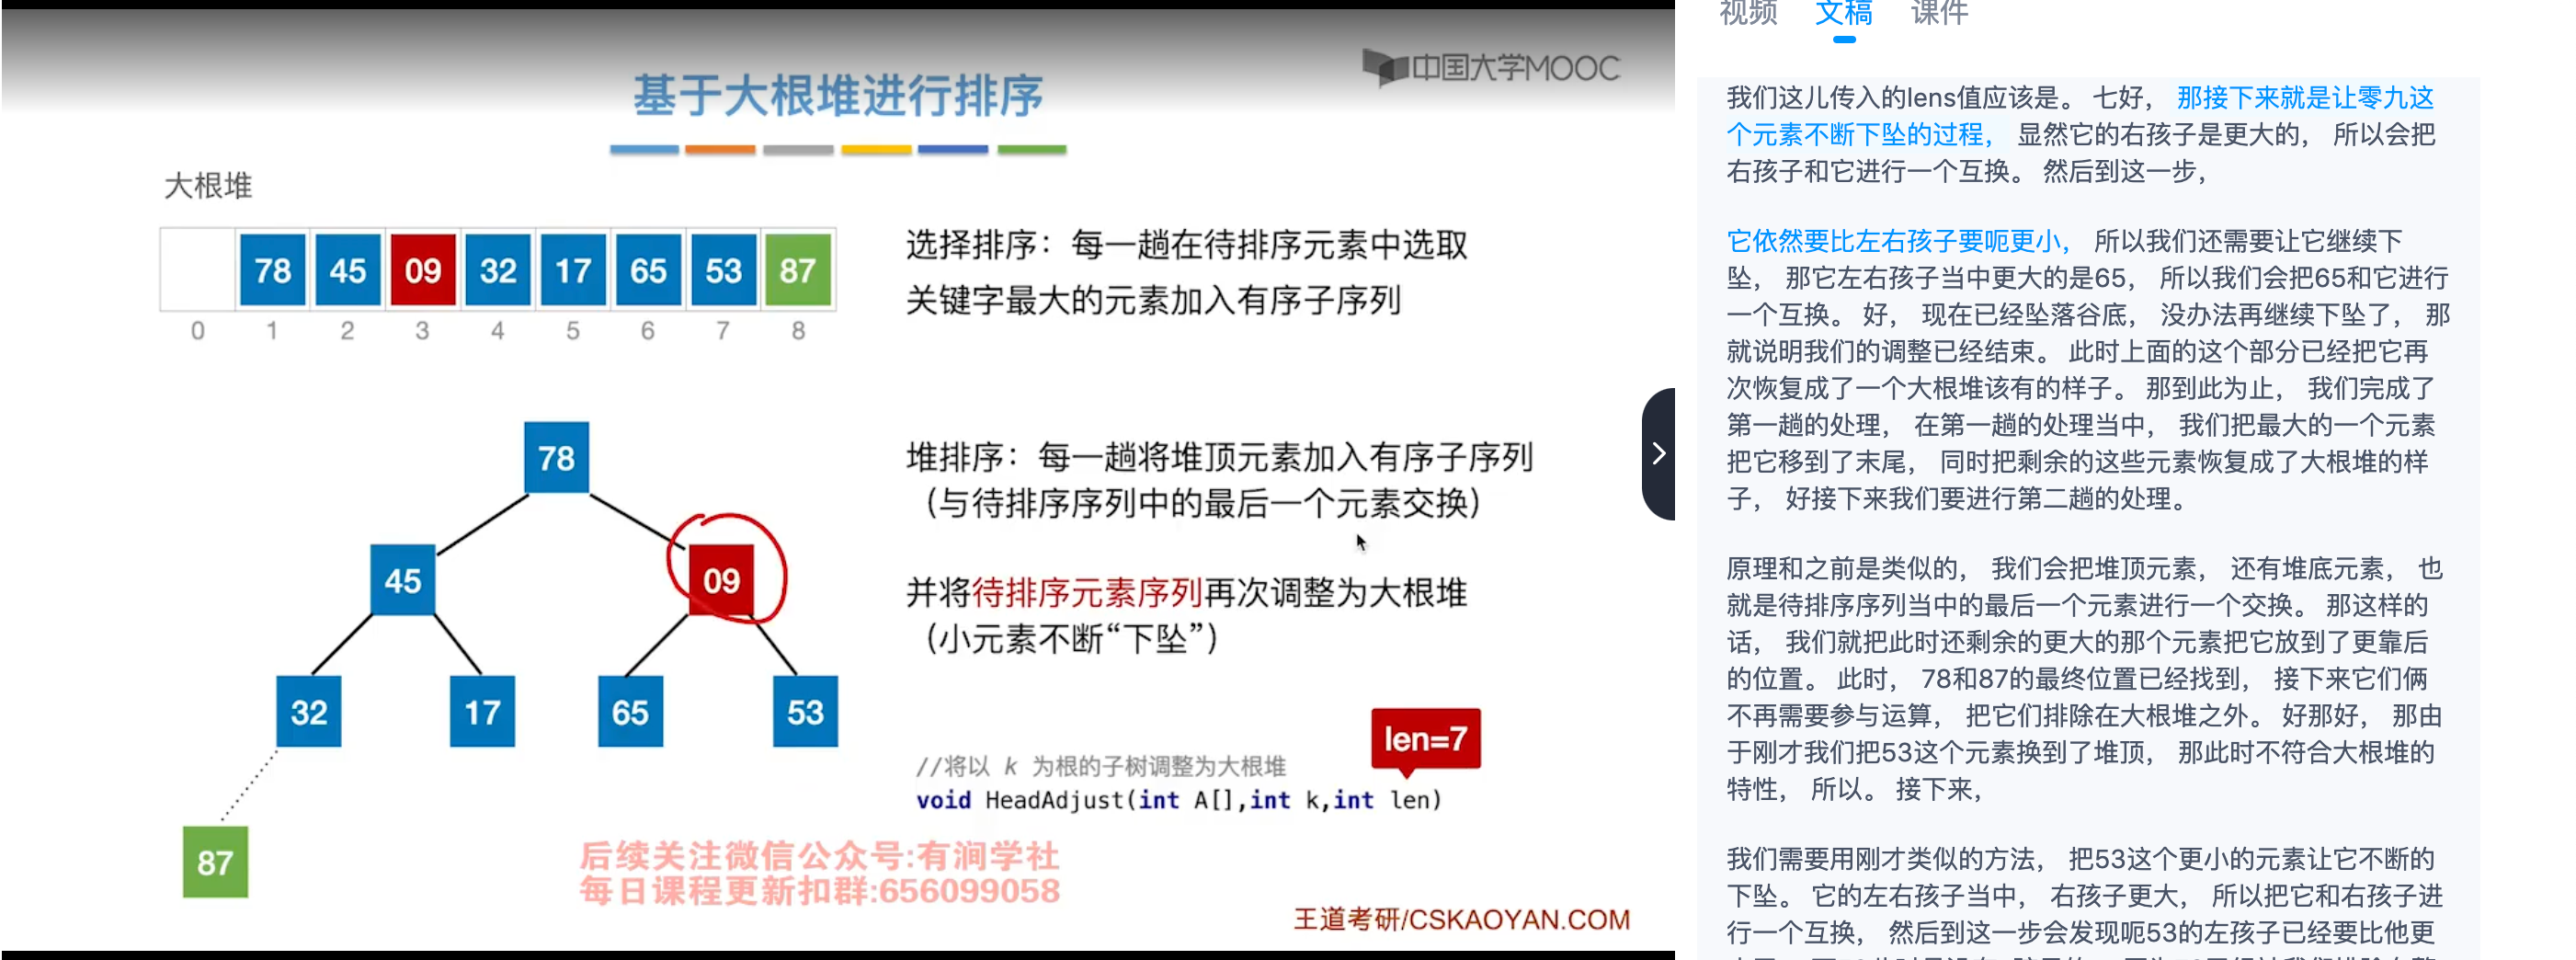 中国大学MOOC
基于大根堆进行排序
大根堆
78 45 09 32 17 65 53 87
0 1 2 3 4 5 6 7 8
选择排序：每一趟在待排序元素中选取
关键字最大的元素加入有序子序列
78
45 09
32 17 65 53
87
堆排序：每一趟将堆顶元素加入有序子序列
（与待排序序列中的最后一个元素交换）
并将待排序元素序列再次调整为大根堆
（小元素不断“下坠”）
len=7
//将以 k 为根的子树调整为大根堆
void HeadAdjust(int A[],int k,int len)
后续关注微信公众号:有涧学社
每日课程更新扣群:656099058
王道考研/CSKAOYAN.COM
视频 文稿 课件
我们这儿传入的lens值应该是。 七好， 那接下来就是让零九这
个元素不断下坠的过程， 显然它的右孩子是更大的， 所以会把
右孩子和它进行一个互换。 然后到这一步，
它依然要比左右孩子要呃更小， 所以我们还需要让它继续下
坠， 那它左右孩子当中更大的是65， 所以我们会把65和它进行
一个互换。 好， 现在已经坠落谷底， 没办法再继续下坠了， 那
就说明我们的调整已经结束。 此时上面的这个部分已经把它再
次恢复成了一个大根堆该有的样子。 那到此为止， 我们完成了
第一趟的处理， 在第一趟的处理当中， 我们把最大的一个元素
把它移到了末尾， 同时把剩余的这些元素恢复成了大根堆的样
子， 好接下来我们要进行第二趟的处理。
原理和之前是类似的， 我们会把堆顶元素， 还有堆底元素， 也
就是待排序序列当中的最后一个元素进行一个交换。 那这样的
话， 我们就把此时还剩余的更大的那个元素把它放到了更靠后
的位置。 此时， 78和87的最终位置已经找到， 接下来它们俩
不再需要参与运算， 把它们排除在大根堆之外。 好那好， 那由
于刚才我们把53这个元素换到了堆顶， 那此时不符合大根堆的
特性， 所以。 接下来，
我们需要用刚才类似的方法， 把53这个更小的元素让它不断的
下坠。 它的左右孩子当中， 右孩子更大， 所以把它和右孩子进
行一个互换， 然后到这一步会发现呃53的左孩子已经要比他更